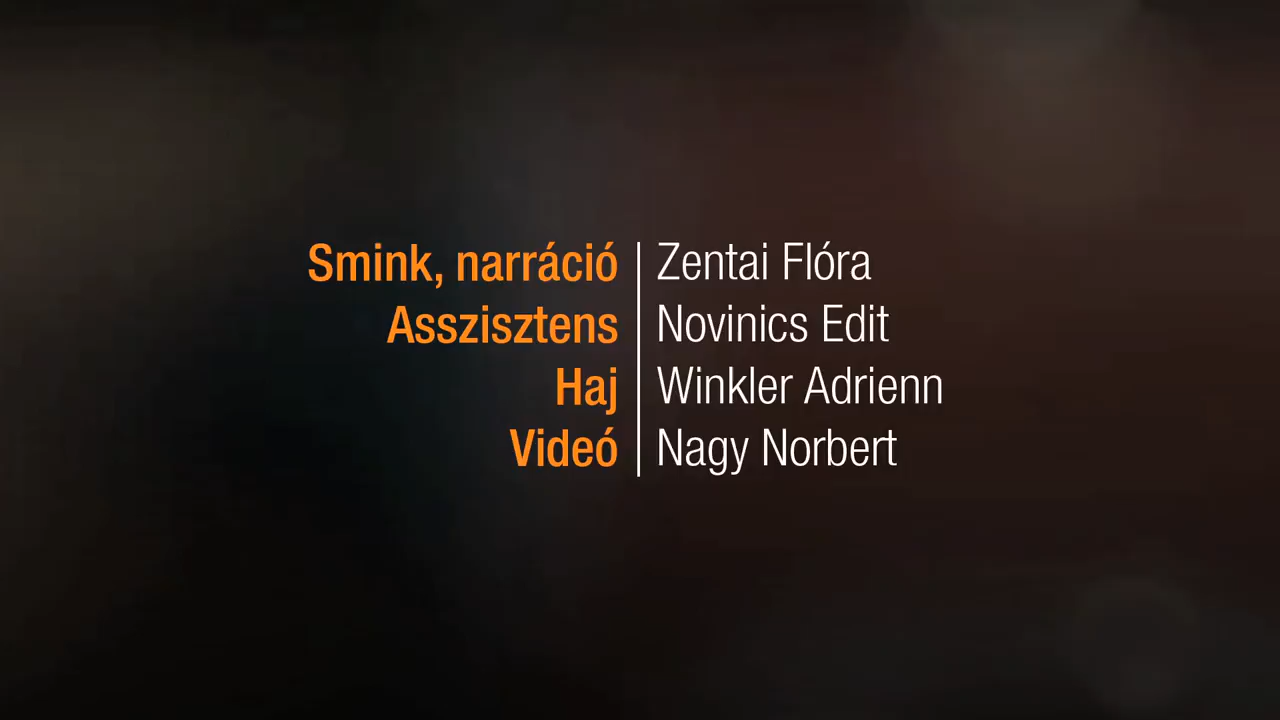 Smink, narráció Zentai Flóra
Asszisztens Novinics Edit
Haj Winkler Adrienn
Videó Nagy Norbert